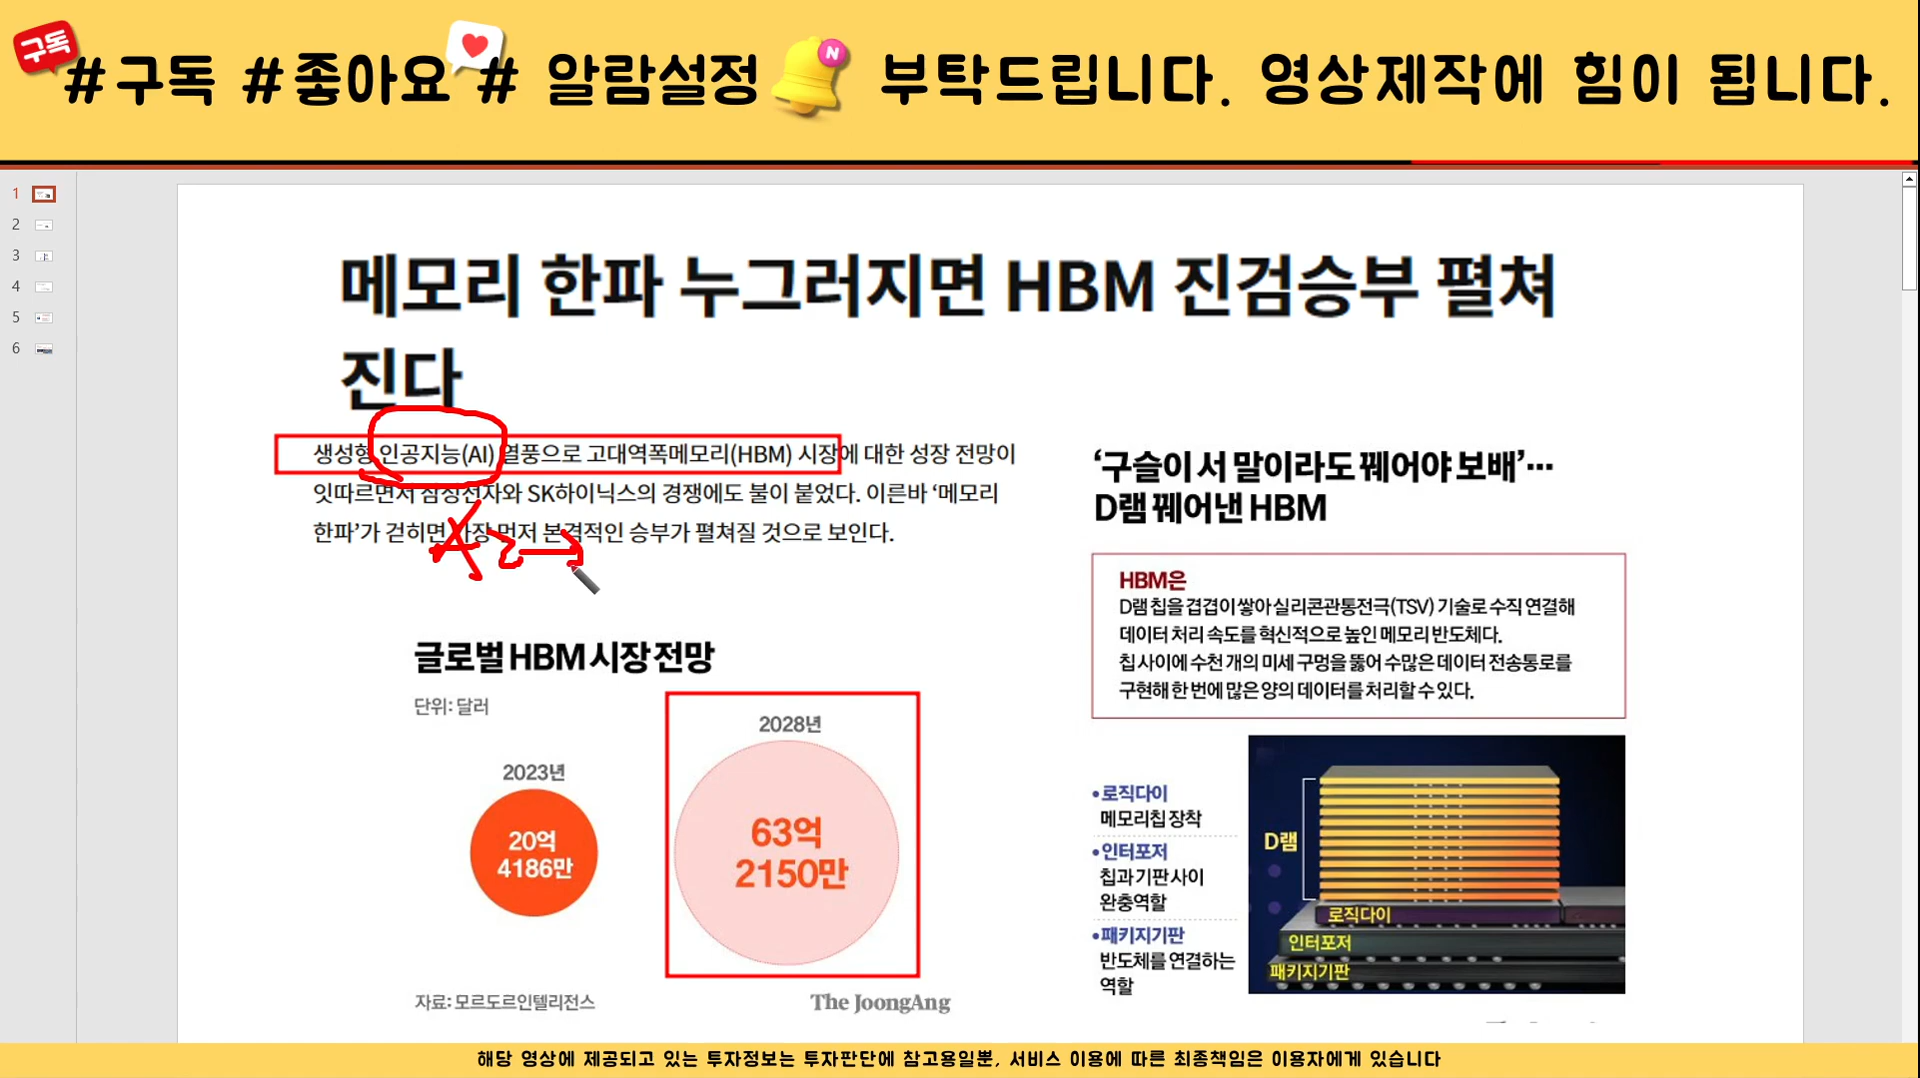 구독
#구독 #좋아요 # 알람설정 N 부탁드립니다. 영상제작에 힘이 됩니다.
1
2
3
4
5
6
메모리 한파 누그러지면 HBM 진검승부 펼쳐
진다
생성형 인공지능(AI) 열풍으로 고대역폭메모리(HBM) 시장에 대한 성장 전망이
잇따르면서 삼성전자와 SK하이닉스의 경쟁에도 불이 붙었다. 이른바 ‘메모리
한파’가 걷히면 가장 먼저 본격적인 승부가 펼쳐질 것으로 보인다.
글로벌 HBM 시장 전망
단위: 달러
2023년
20억
4186만
2028년
63억
2150만
자료: 모르도르인텔리전스
The JoongAng
‘구슬이 서 말이라도 꿰어야 보배’…
D램 꿰어낸 HBM
HBM은
D램 칩을 겹겹이 쌓아 실리콘관통전극(TSV) 기술로 수직 연결해
데이터 처리 속도를 혁신적으로 높인 메모리 반도체다.
칩 사이에 수천 개의 미세 구멍을 뚫어 수많은 데이터 전송통로를
구현해 한 번에 많은 양의 데이터를 처리할 수 있다.
•로직다이
메모리칩 장착
•인터포저
칩과 기판 사이
완충역할
•패키지기판
반도체를 연결하는
역할
D램
로직다이
인터포저
패키지기판
해당 영상에 제공되고 있는 투자정보는 투자판단에 참고용일뿐, 서비스 이용에 따른 최종책임은 이용자에게 있습니다